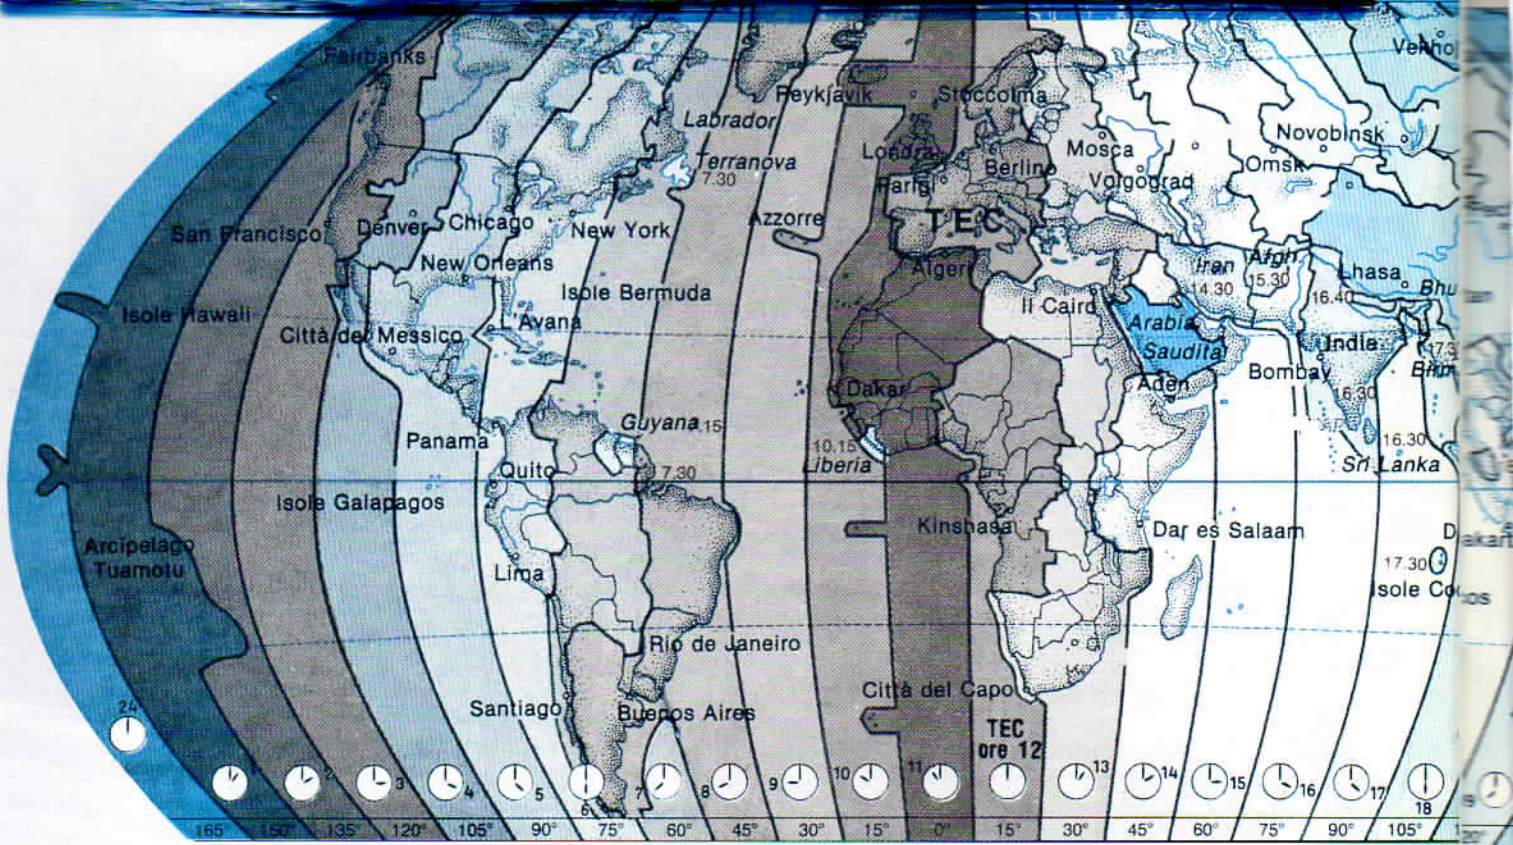 Fairbanks
Reykjavik
Stoccolma
Labrador
Londra
Mosca
Novobinsk
Terranova
7.30
Berlino
Omsk
Parigi
Volgograd
San Francisco
Denver
Chicago
New York
Azzorre
TEC
New Orleans
Algeri
Iran
14.30
Afgh.
15.30
Lhasa
16.40
Isole Bermuda
Il Cairo
Isole Hawaii
L'Avana
Arabia
Saudita
Città del Messico
India
Bombay
Dakar
Aden
16.30
Guyana
Panama
10.15
Liberia
16.30
Sri Lanka
Quito
7.30
Isole Galapagos
Kinshasa
Dar es Salaam
Arcipelago
Tuamotu
17.30
Lima
Rio de Janeiro
Città del Capo
Santiago
Buenos Aires
TEC
ore 12
24
1 2 3 4 5 6 7 8 9 10 11 13 14 15 16 17 18
165° 150° 135° 120° 105° 90° 75° 60° 45° 30° 15° 0° 15° 30° 45° 60° 75° 90° 105°